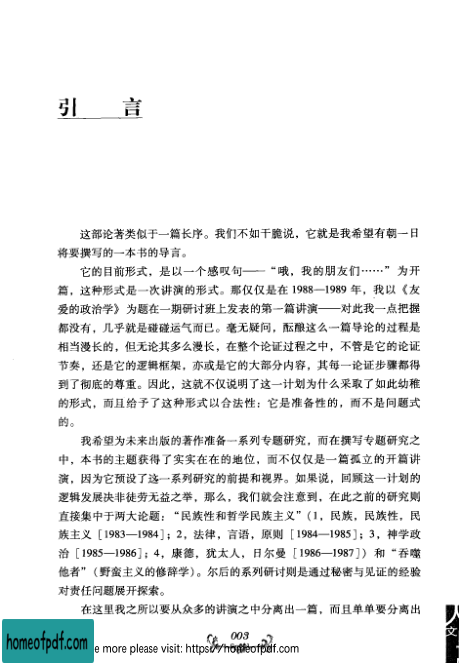 引　言
这部论著类似于一篇长序。我们不如干脆说，它就是我希望有朝一日
将要撰写的一本书的导言。
它的目前形式，是以一个感叹句——“哦，我的朋友们……”为开
篇，这种形式是一次讲演的形式。那仅仅是在 1988—1989 年，我以《友
爱的政治学》为题在一期研讨班上发表的第一篇讲演——对此我一点把握
都没有，几乎就是碰碰运气而已。毫无疑问，酝酿这么一篇导论的过程是
相当漫长的，但无论其多么漫长，在整个论证过程之中，不管是它的论证
节奏，还是它的逻辑框架，亦或是它的大部分内容，其每一论证步骤都得
到了彻底的尊重。因此，这就不仅说明了这一计划为什么采取了如此幼稚
的形式，而且给予了这种形式以合法性：它是准备性的，而不是问题式
的。
我希望为未来出版的著作准备一系列专题研究，而在撰写专题研究之
中，本书的主题获得了实实在在的地位，而不仅仅是一篇孤立的开篇讲
演，因为它预设了这一系列研究的前提和视界。如果说，回顾这一计划的
逻辑发展决非徒劳无益之举，那么，我们就会注意到，在此之前的研究则
直接集中于两大论题：“民族性和哲学民族主义”（1，民族，民族性，民
族主义［1983—1984］；2，法律，言语，原则［1984—1985］；3，神学政
治［1985—1986］；4，康德，犹太人，日尔曼［1986—1987］）和“吞噬
他者”（野蛮主义的修辞学）。尔后的系列研讨则是通过秘密与见证的经验
对责任问题展开探索。
在这里我之所以要从众多的讲演之中分离出一篇，而且单单要分离出
003
人
文
homeofpdf.com
e more please visit: https://homeofpdf.com